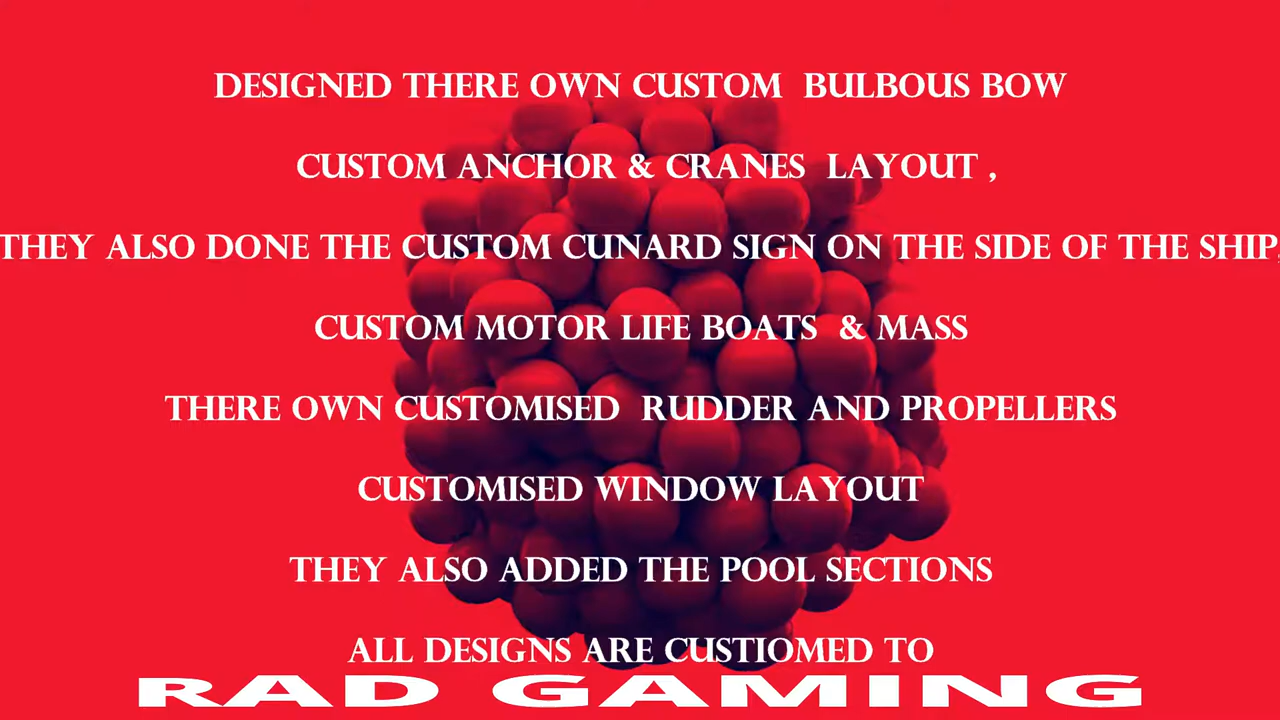 DESIGNED THERE OWN CUSTOM BULBOUS BOW
CUSTOM ANCHOR & CRANES LAYOUT ,
THEY ALSO DONE THE CUSTOM CUNARD SIGN ON THE SIDE OF THE SHIP,
CUSTOM MOTOR LIFE BOATS & MASS
THERE OWN CUSTOMISED RUDDER AND PROPELLERS
CUSTOMISED WINDOW LAYOUT
THEY ALSO ADDED THE POOL SECTIONS
ALL DESIGNS ARE CUSTIOMED TO
RAD GAMING